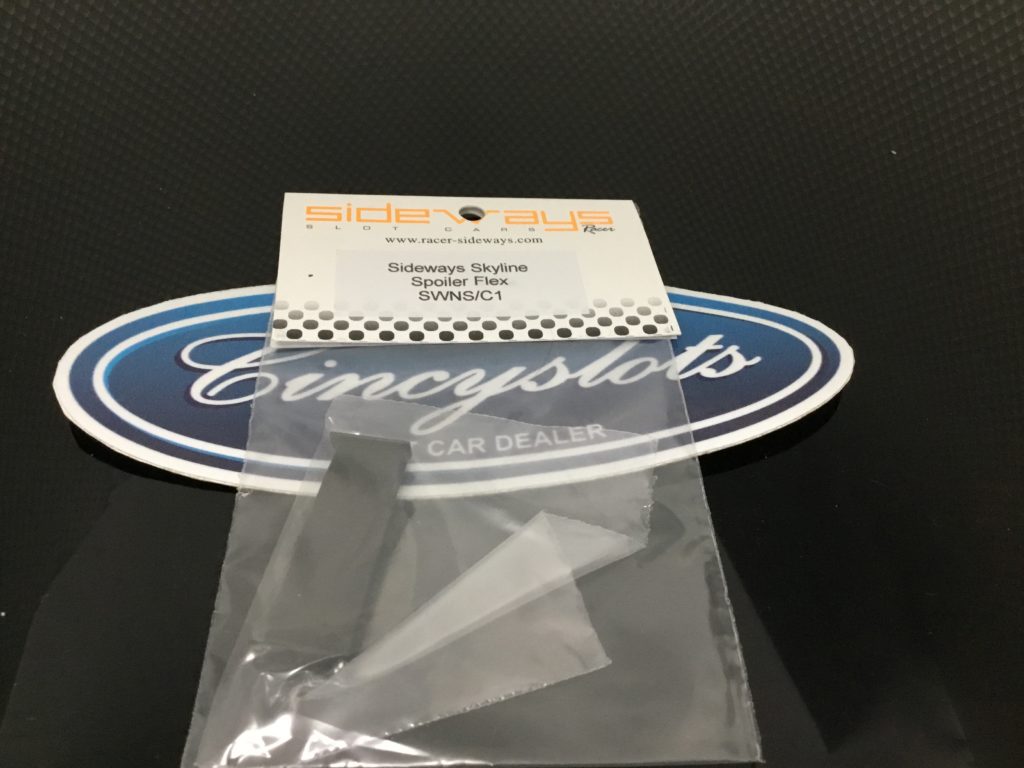 sideways
SLOT CARS Racer
www.racer-sideways.com
Sideways Skyline
Spoiler Flex
SWNS/C1
Cincyslots
T CAR DEALER